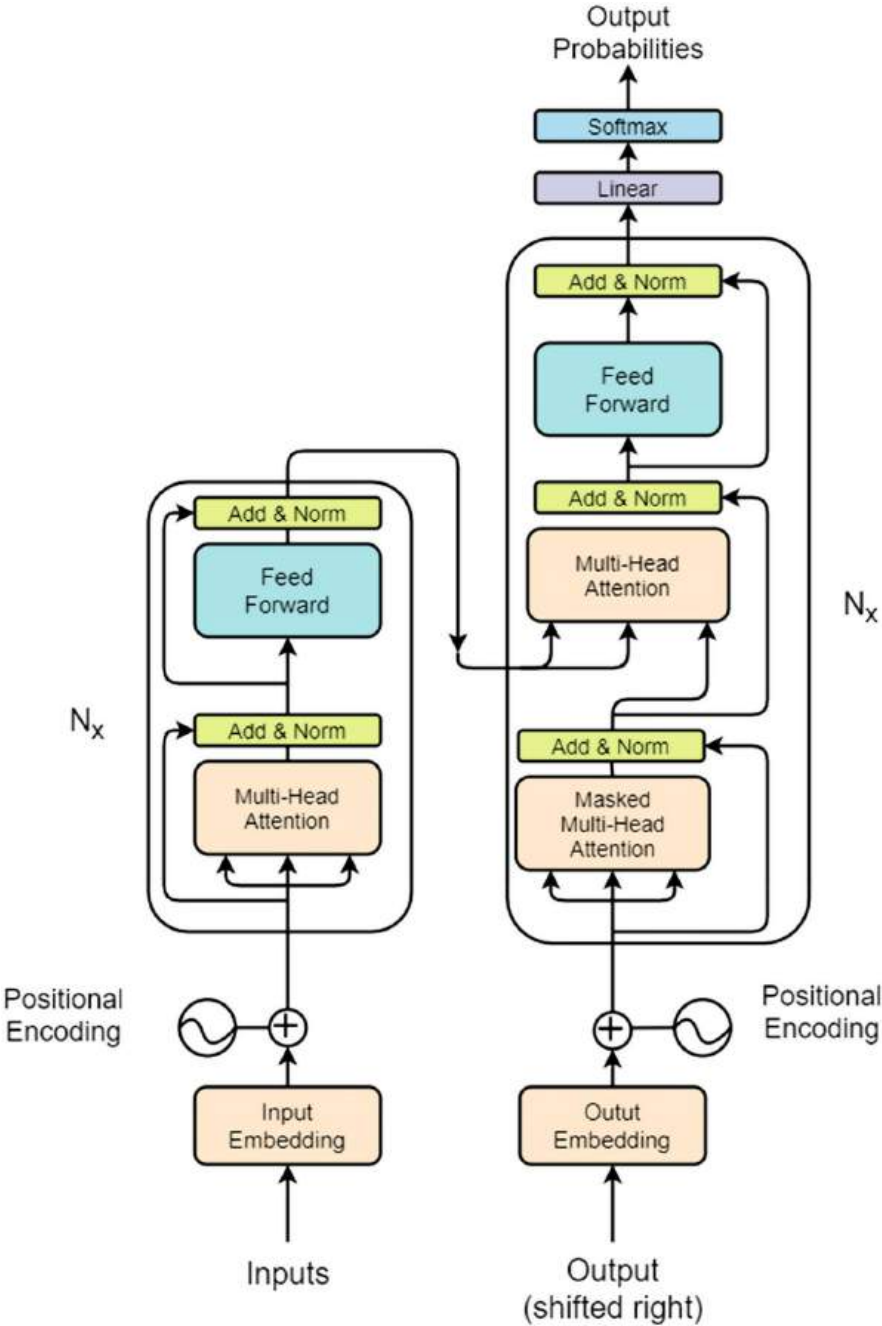 Output
Probabilities
Softmax
Linear
Add & Norm
Feed
Forward
Add & Norm
Multi-Head
Attention
Nx
Add & Norm
Masked
Multi-Head
Attention
Add & Norm
Feed
Forward
Nx
Add & Norm
Multi-Head
Attention
Positional
Encoding
Positional
Encoding
Input
Embedding
Outut
Embedding
Inputs
Output
(shifted right)